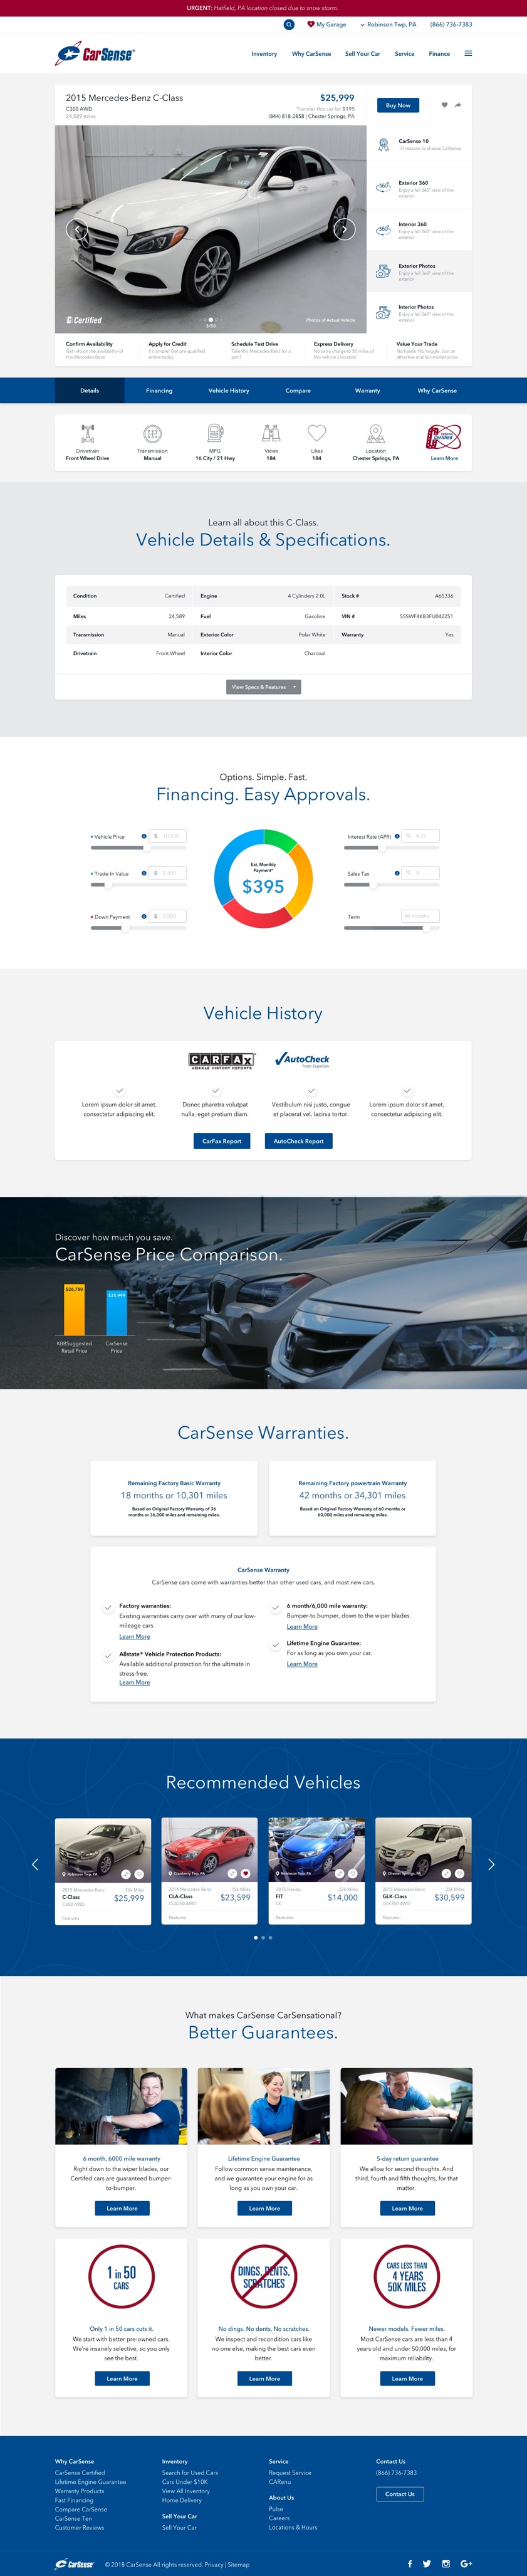 URGENT: Hatfield, PA location closed due to snow storm.
My Garage
Robinson Twp, PA
(866) 736-7383
CarSense
Inventory
Why CarSense
Sell Your Car
Service
Finance
2015 Mercedes-Benz C-Class
C300 AWD
24,589 miles
$25,999
Transfer this car for $195
(844) 818-2858 | Chester Springs, PA
Buy Now
CarSense 10
10 reasons to choose CarSense
Exterior 360
Enjoy a full 360° view of the
exterior
Interior 360
Enjoy a full 360° view of the
exterior
Exterior Photos
Enjoy a full 360° view of the
exterior
Interior Photos
Enjoy a full 360° view of the
exterior
Certified
3/50
Photos of Actual Vehicle
Confirm Availability
Get info on the availability of
this Mercedes Benz
Apply for Credit
It's simple! Get pre-qualified
online today.
Schedule Test Drive
Take this Mercedes Benz for a
spin!
Express Delivery
No extra charge to 50 miles of
this vehicle's location.
Value Your Trade
No hassle. No haggle. Just an
attractive and fair market price.
Details
Financing
Vehicle History
Compare
Warranty
Why CarSense
Drivetrain
Front Wheel Drive
Transmission
Manual
MPG
16 City / 21 Hwy
Views
184
Likes
184
Location
Chester Springs, PA
Certified
Learn More
Learn all about this C-Class.
Vehicle Details & Specifications.
Condition Certified Engine 4 Cylinders 2.0L Stock # A65336
Miles 24,589 Fuel Gasoline VIN # 55SWF4KB3FU042251
Transmission Manual Exterior Color Polar White Warranty Yes
Drivetrain Front Wheel Interior Color Charcoal
View Specs & Features
Options. Simple. Fast.
Financing. Easy Approvals.
Vehicle Price
$ 10,000
Trade-In Value
$ 1,000
Down Payment
$ 5,000
Est. Monthly
Payment*
$395
Interest Rate (APR)
% 6.25
Sales Tax
% 6
Term
60 months
Vehicle History
CARFAX
VEHICLE HISTORY REPORTS
AutoCheck
from Experian
Lorem ipsum dolor sit amet,
consectetur adipiscing elit.
Donec pharetra volutpat
nulla, eget pretium diam.
Vestibulum nisi justo, congue
et placerat vel, lacinia tortor.
Lorem ipsum dolor sit amet,
consectetur adipiscing elit.
CarFax Report
AutoCheck Report
Discover how much you save.
CarSense Price Comparison.
$26,780
$25,999
KBBSuggested
Retail Price
CarSense
Price
CarSense Warranties.
Remaining Factory Basic Warranty
18 months or 10,301 miles
Based on Original Factory Warranty of 36
months or 36,000 miles and remaining miles.
Remaining Factory powertrain Warranty
42 months or 34,301 miles
Based on Original Factory Warranty of 60 months or
60,000 miles and remaining miles.
CarSense Warranty
CarSense cars come with warranties better than other used cars, and most new cars.
Factory warranties:
Existing warranties carry over with many of our low-
mileage cars.
Learn More
Allstate® Vehicle Protection Products:
Available additional protection for the ultimate in
stress-free.
Learn More
6 month/6,000 mile warranty:
Bumper-to bumper, down to the wiper blades.
Learn More
Lifetime Engine Guarantee:
For as long as you own your car.
Learn More
Recommended Vehicles
Robinson Twp, PA
2015 Mercedes-Benz
26k Miles
C-Class
C300 AWD
$25,999
Features:
Cranberry Twp, PA
2014 Mercedes-Benz
15k Miles
CLA-Class
CLA250 AWD
$23,599
Features:
Robinson Twp, PA
2015 Honda
27k Miles
FIT
LX
$14,000
Features:
Chester Springs, PA
2013 Mercedes-Benz
25k Miles
GLK-Class
GLK350 4WD
$30,599
Features:
What makes CarSense CarSensational?
Better Guarantees.
6 month, 6000 mile warranty
Right down to the wiper blades, our
Certifed cars are guaranteed bumper-
to-bumper.
Learn More
Lifetime Engine Guarantee
Follow common sense maintenance,
and we guarantee your engine for as
long as you own your car.
Learn More
5-day return guarantee
We allow for second thoughts. And
third, fourth and fifth thoughts, for that
matter.
Learn More
1 in 50
CARS
Only 1 in 50 cars cuts it.
We start with better pre-owned cars.
We're insanely selective, so you only
see the best.
Learn More
DINGS, DENTS,
SCRATCHES
No dings. No dents. No scratches.
We inspect and recondition cars like
no one else, making the best cars even
better.
Learn More
CARS LESS THAN
4 YEARS
50K MILES
Newer models. Fewer miles.
Most CarSense cars are less than 4
years old and under 50,000 miles, for
maximum reliability.
Learn More
Why CarSense
CarSense Certified
Lifetime Engine Guarantee
Warranty Products
Fast Financing
Compare CarSense
CarSense Ten
Customer Reviews
Inventory
Search for Used Cars
Cars Under $10K
View All Inventory
Home Delivery
Sell Your Car
Sell Your Car
Service
Request Service
CARenu
About Us
Pulse
Careers
Locations & Hours
Contact Us
(866) 736-7383
Contact Us
CarSense
© 2018 CarSense All rights reserved. Privacy | Sitemap